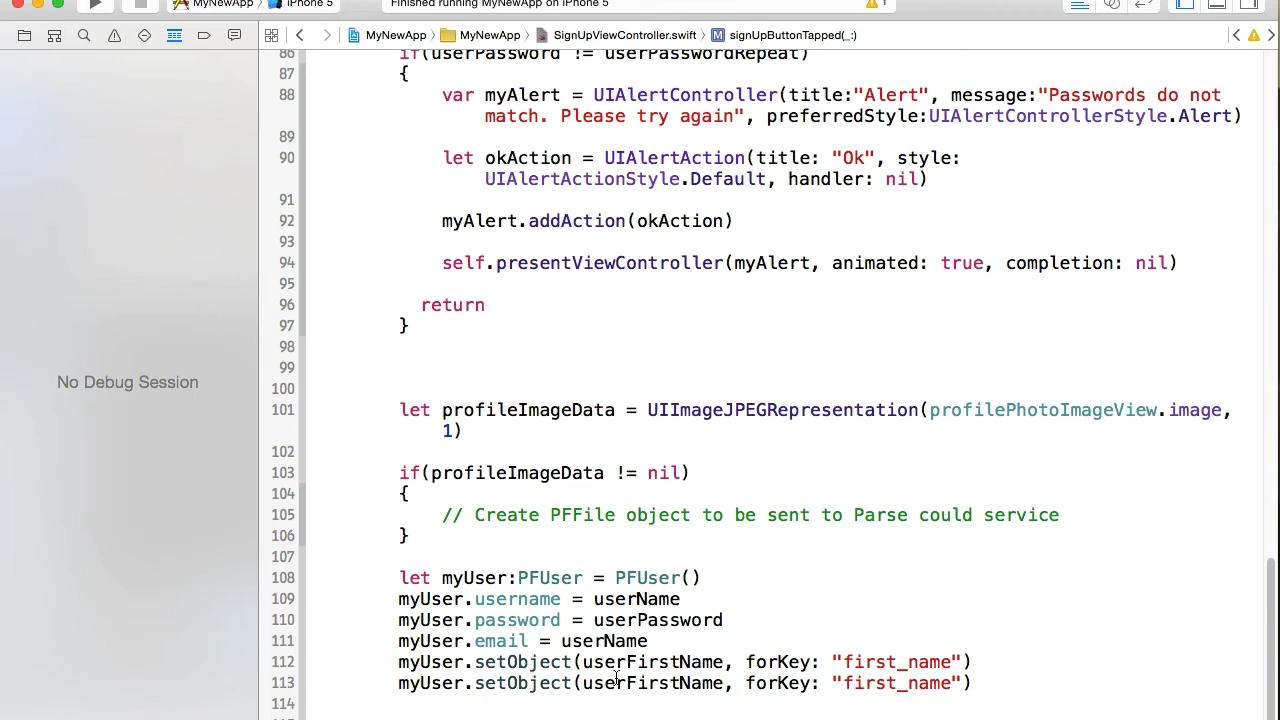 MyNewApp iPhone 5
Finished running MyNewApp on iPhone 5
1
MyNewApp MyNewApp SignUpViewController.swift M signUpButtonTapped(_:)
86 if(userPassword != userPasswordRepeat)
87 {
88 var myAlert = UIAlertController(title:"Alert", message:"Passwords do not
match. Please try again", preferredStyle:UIAlertControllerStyle.Alert)
89
90 let okAction = UIAlertAction(title: "Ok", style:
UIAlertActionStyle.Default, handler: nil)
91
92 myAlert.addAction(okAction)
93
94 self.presentViewController(myAlert, animated: true, completion: nil)
95
96 return
97 }
98
99
No Debug Session
100
101 let profileImageData = UIImageJPEGRepresentation(profilePhotoImageView.image,
1)
102
103 if(profileImageData != nil)
104 {
105 // Create PFFile object to be sent to Parse could service
106 }
107
108 let myUser:PFUser = PFUser()
109 myUser.username = userName
110 myUser.password = userPassword
111 myUser.email = userName
112 myUser.setObject(userFirstName, forKey: "first_name")
113 myUser.setObject(userFirstName, forKey: "first_name")
114